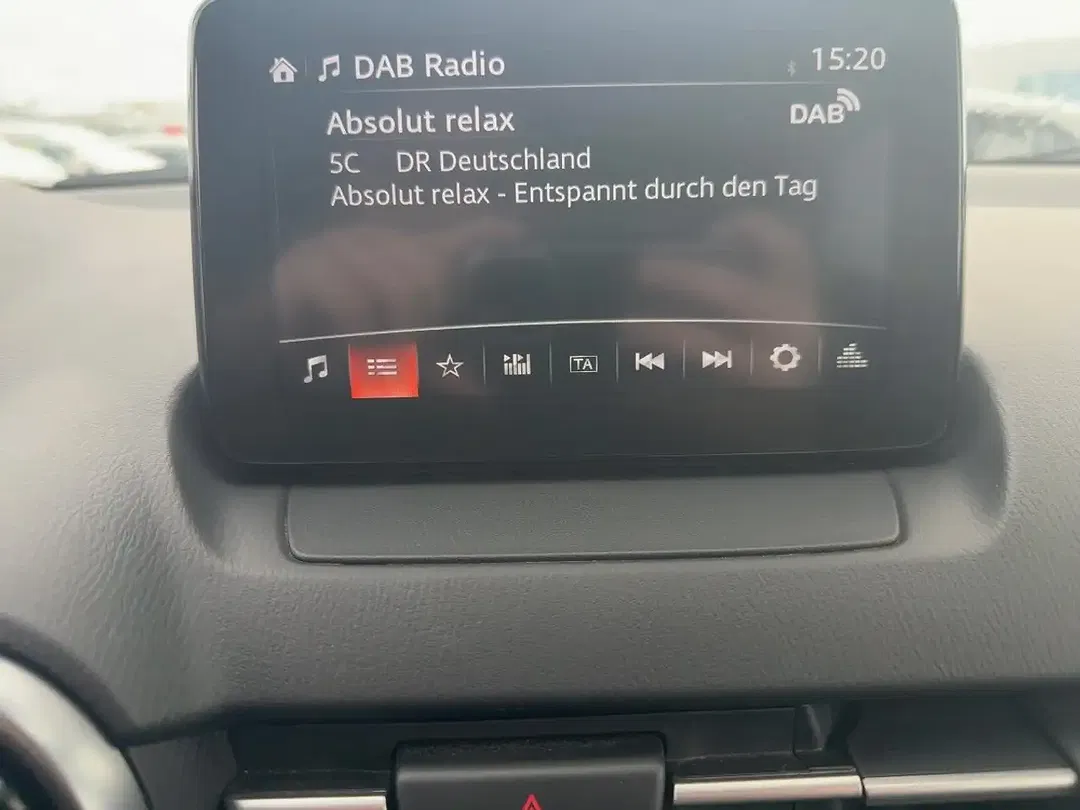 DAB Radio
15:20
Absolut relax
DAB
5C DR Deutschland
Absolut relax - Entspannt durch den Tag
TA